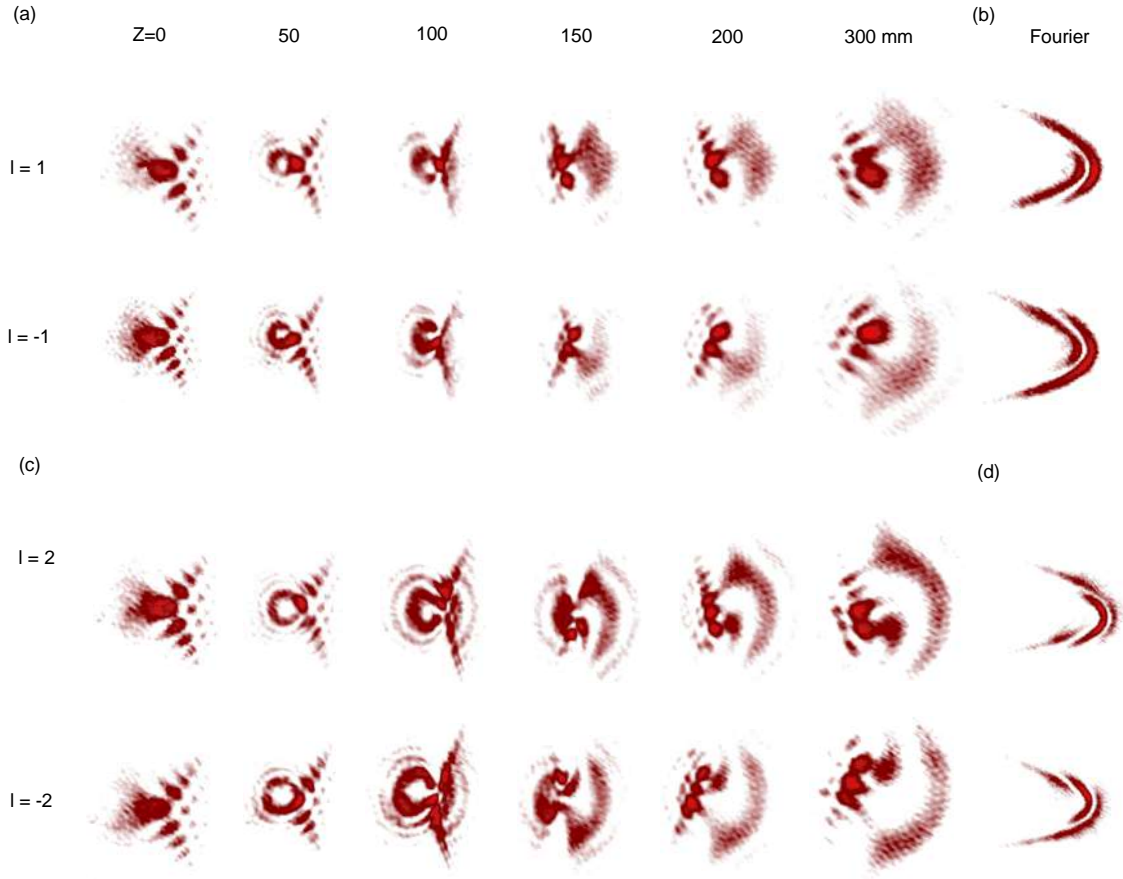 (a) (b)
Z=0 50 100 150 200 300 mm Fourier
l = 1
l = -1
(c) (d)
l = 2
l = -2